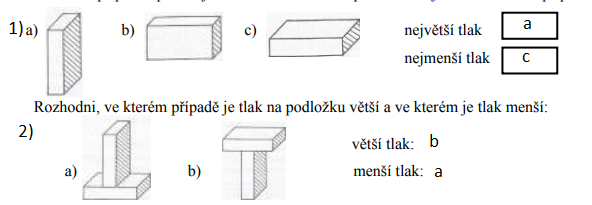 1) a) b) c) největší tlak a
nejmenší tlak c
Rozhodni, ve kterém případě je tlak na podložku větší a ve kterém je tlak menší:
2)
větší tlak: b
a) b) menší tlak: a